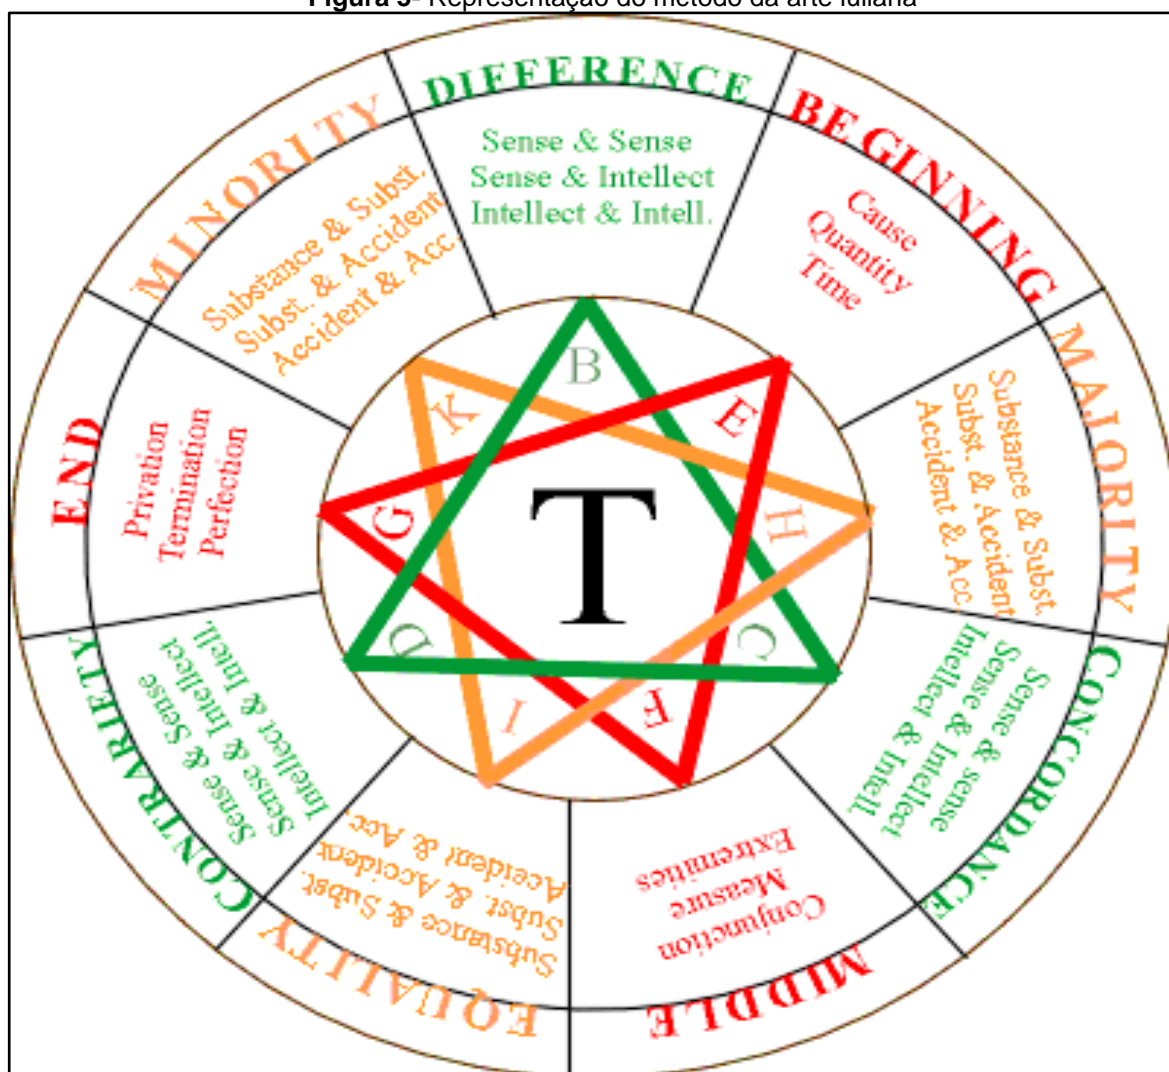 Figura 5- Representação do método da arte luliana
DIFFERENCE
Sense & Sense
Sense & Intellect
Intellect & Intell.
BEGINNING
Cause
Quantity
Time
MAJORITY
Substance & Subst.
Subst. & Accident
Accident & Acc.
CONCORDANCE
Sense & sense
Sense & Intellect
Intellect & Intell.
MIDDLE
Conjunction
Measure
Extremities
EQUALITY
Substance & Subst.
Subst. & Accident
Accident & Acc.
CONTRARIETY
Sense & Sense
Sense & Intellect
Intellect & Intell.
END
Privation
Termination
Perfection
MINORITY
Substance & Subst.
Subst. & Accident
Accident & Acc.
B
E
H
C
F
I
D
G
K
T